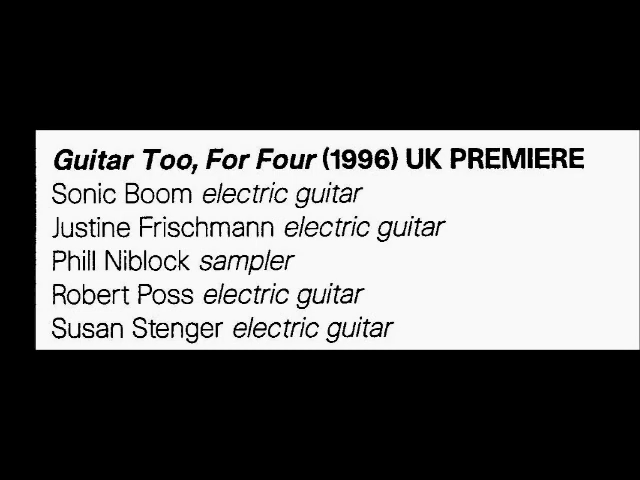 Guitar Too, For Four (1996) UK PREMIERE
Sonic Boom electric guitar
Justine Frischmann electric guitar
Phill Niblock sampler
Robert Poss electric guitar
Susan Stenger electric guitar